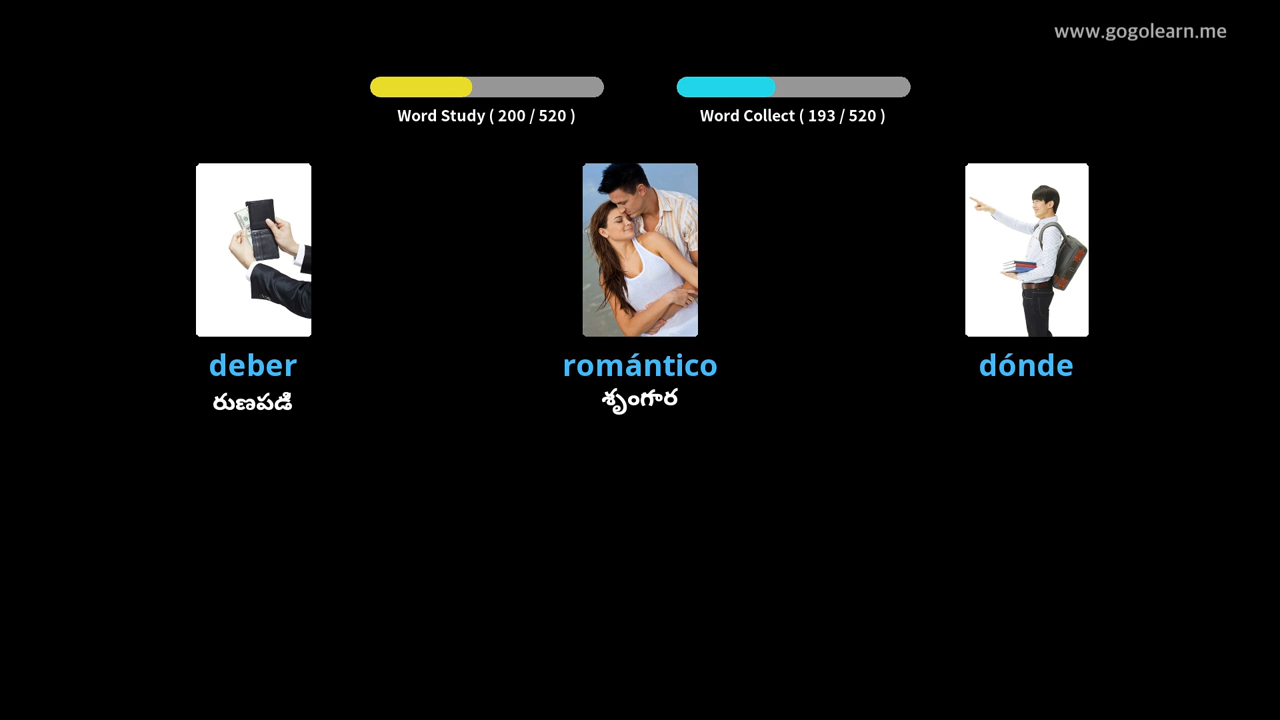 www.gogolearn.me
Word Study ( 200 / 520 )
Word Collect ( 193 / 520 )
deber
romántico
dónde
రుణపడి
శృంగార